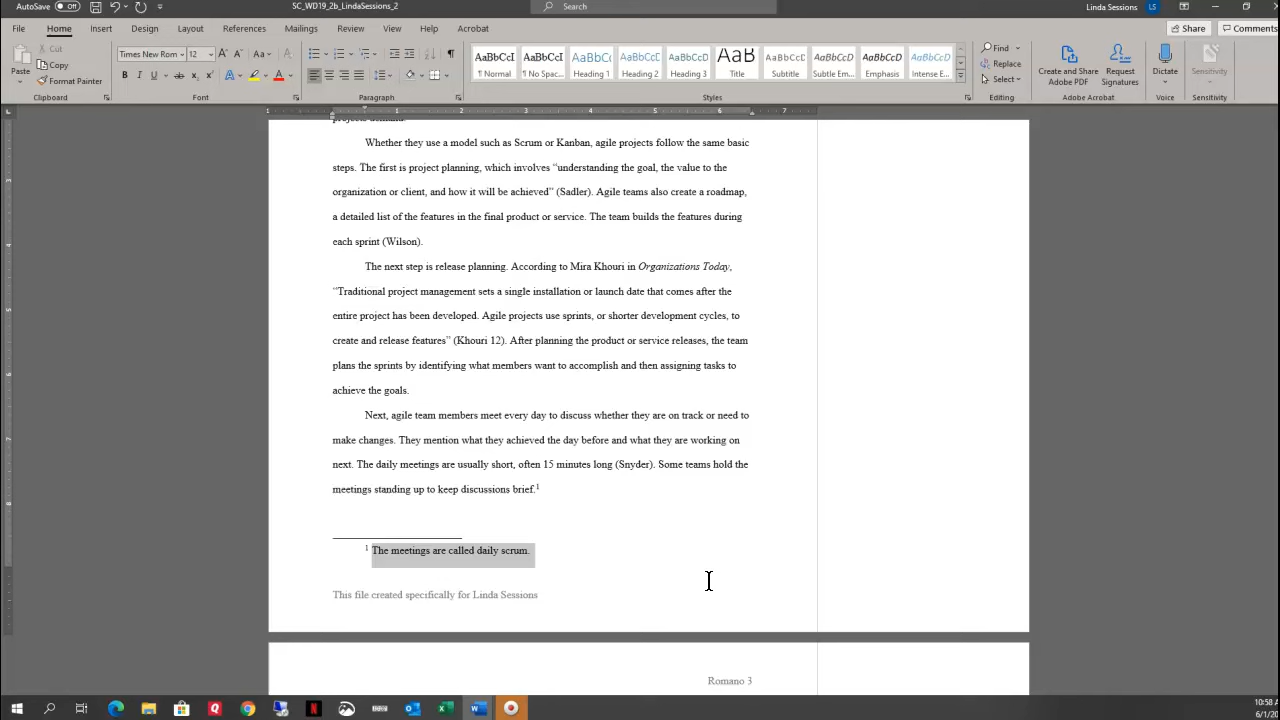 AutoSave Off
SC_WD19_2b_LindaSessions_2
Search
Linda Sessions LS
File Home Insert Draw Design Layout References Mailings Review View Help Acrobat
Share Comments
Paste Cut Copy Format Painter
Clipboard
Times New Rom 12
Font
Paragraph
AaBbCcI AaBbCcI AaBbCc AaBbCcD AaBbCcD AaB AaBbCcD AaBbCcD AaBbCcD AaBbCcD
¶ Normal ¶ No Spac... Heading 1 Heading 2 Heading 3 Title Subtitle Subtle Em... Emphasis Intense E...
Styles
Find
Replace
Select
Editing
Create and Share Adobe PDF
Request Signatures
Adobe Acrobat
Dictate
Voice
Sensitivity
Sensitivity
Whether they use a model such as Scrum or Kanban, agile projects follow the same basic
steps. The first is project planning, which involves “understanding the goal, the value to the
organization or client, and how it will be achieved” (Sadler). Agile teams also create a roadmap,
a detailed list of the features in the final product or service. The team builds the features during
each sprint (Wilson).
The next step is release planning. According to Mira Khouri in Organizations Today,
“Traditional project management sets a single installation or launch date that comes after the
entire project has been developed. Agile projects use sprints, or shorter development cycles, to
create and release features” (Khouri 12). After planning the product or service releases, the team
plans the sprints by identifying what members want to accomplish and then assigning tasks to
achieve the goals.
Next, agile team members meet every day to discuss whether they are on track or need to
make changes. They mention what they achieved the day before and what they are working on
next. The daily meetings are usually short, often 15 minutes long (Snyder). Some teams hold the
meetings standing up to keep discussions brief.1
1 The meetings are called daily scrum.
This file created specifically for Linda Sessions
Romano 3
10:58 A
6/1/20